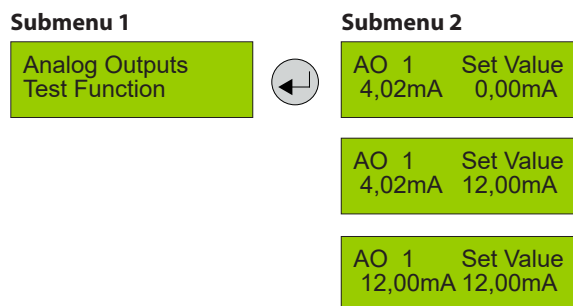 Submenu 1
Submenu 2
Analog Outputs
Test Function
AO 1 Set Value
4,02mA 0,00mA
AO 1 Set Value
4,02mA 12,00mA
AO 1 Set Value
12,00mA 12,00mA